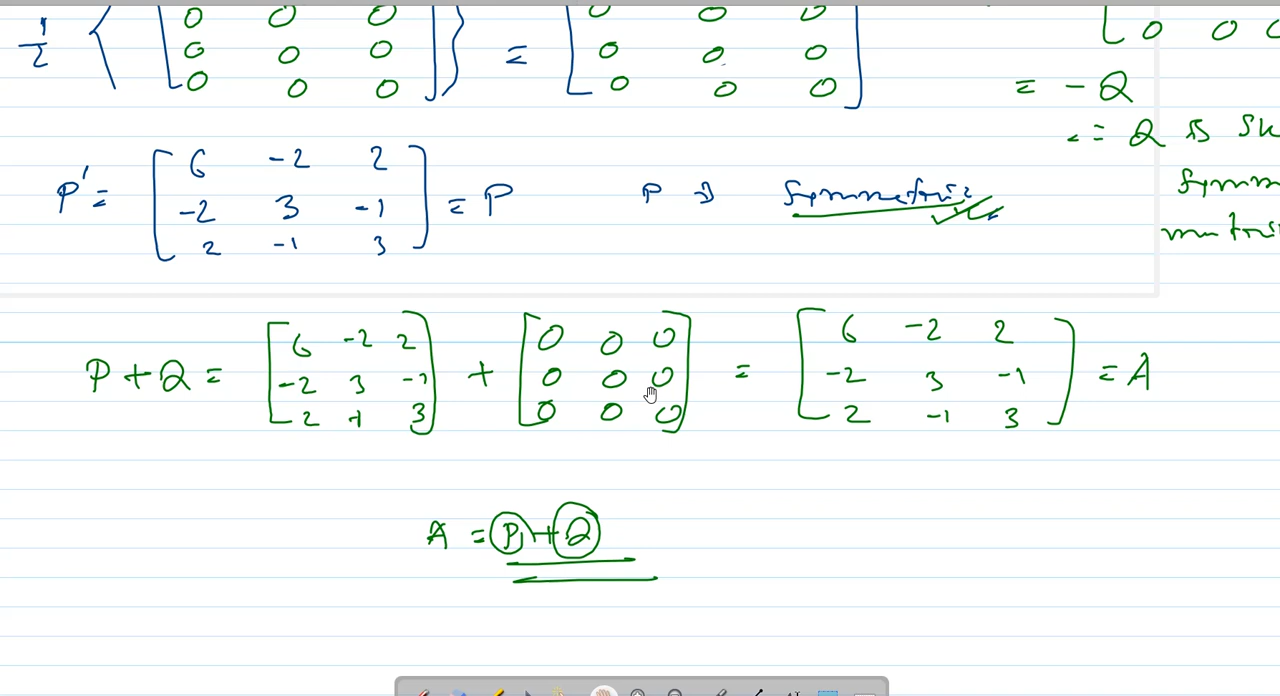 1/2 { [ 0 0 0 ] } = [ 0 0 0 ]
0 0 0 0 0 0
0 0 0 0 0 0
0 0 0
= - Q
∴ Q is Sk
Symm
matri
P' = [ 6 -2 2 ] = P P is Symmetric
-2 3 -1
2 -1 3
P + Q = [ 6 -2 2 ] + [ 0 0 0 ] = [ 6 -2 2 ] = A
-2 3 -1 0 0 0 -2 3 -1
2 -1 3 0 0 0 2 -1 3
A = P + Q